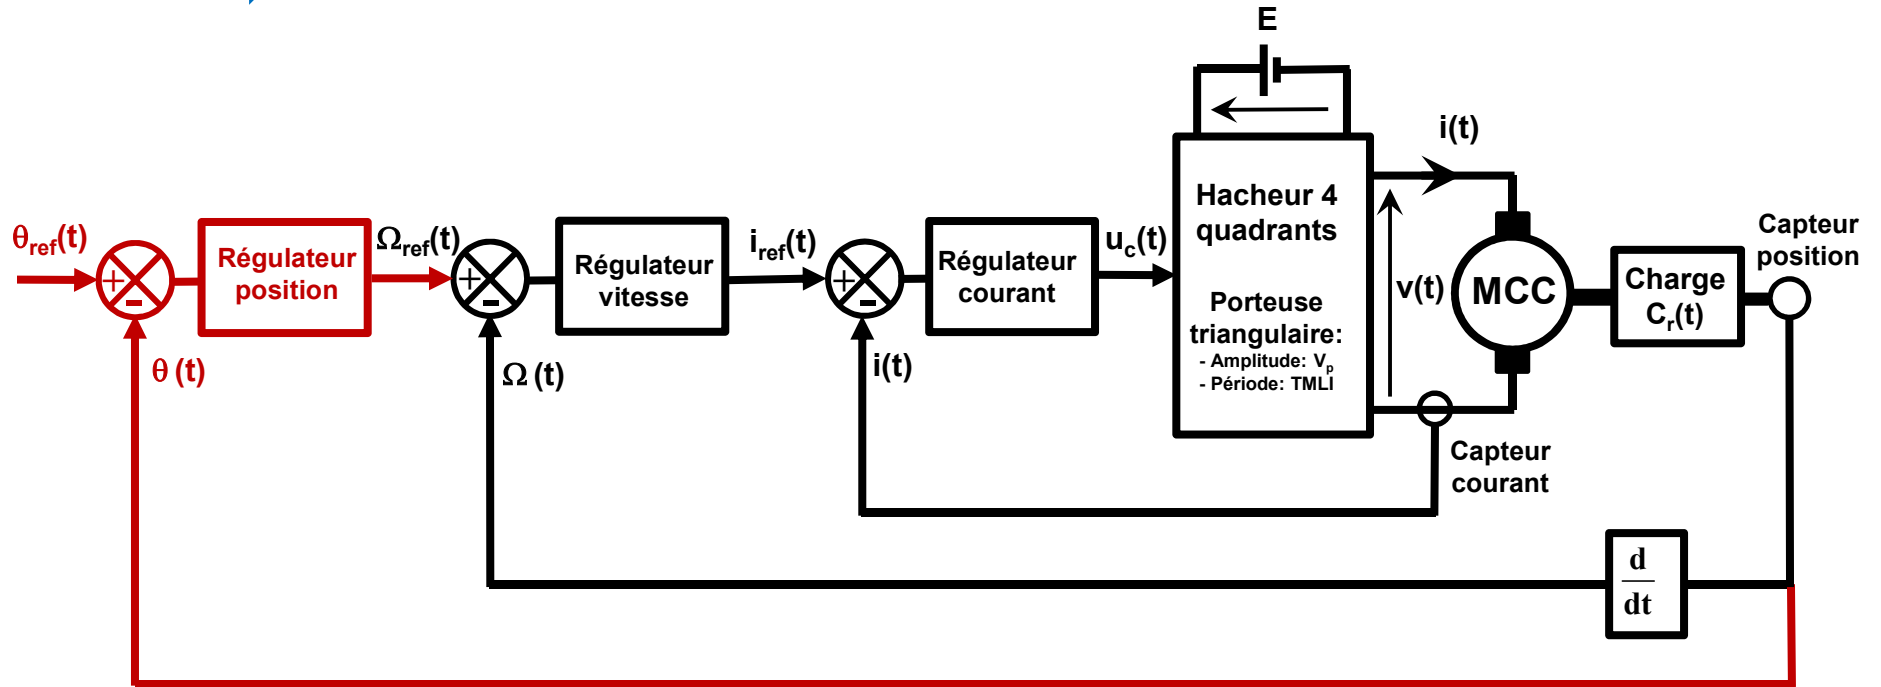 E
i(t)
Hacheur 4
quadrants
Porteuse
triangulaire:
- Amplitude: Vp
- Période: TMLI
v(t)
MCC
Charge
Cr(t)
Capteur
position
θref(t)
+
-
Régulateur
position
Ωref(t)
+
-
Régulateur
vitesse
iref(t)
+
-
Régulateur
courant
uc(t)
θ (t)
Ω (t)
i(t)
Capteur
courant
d
dt